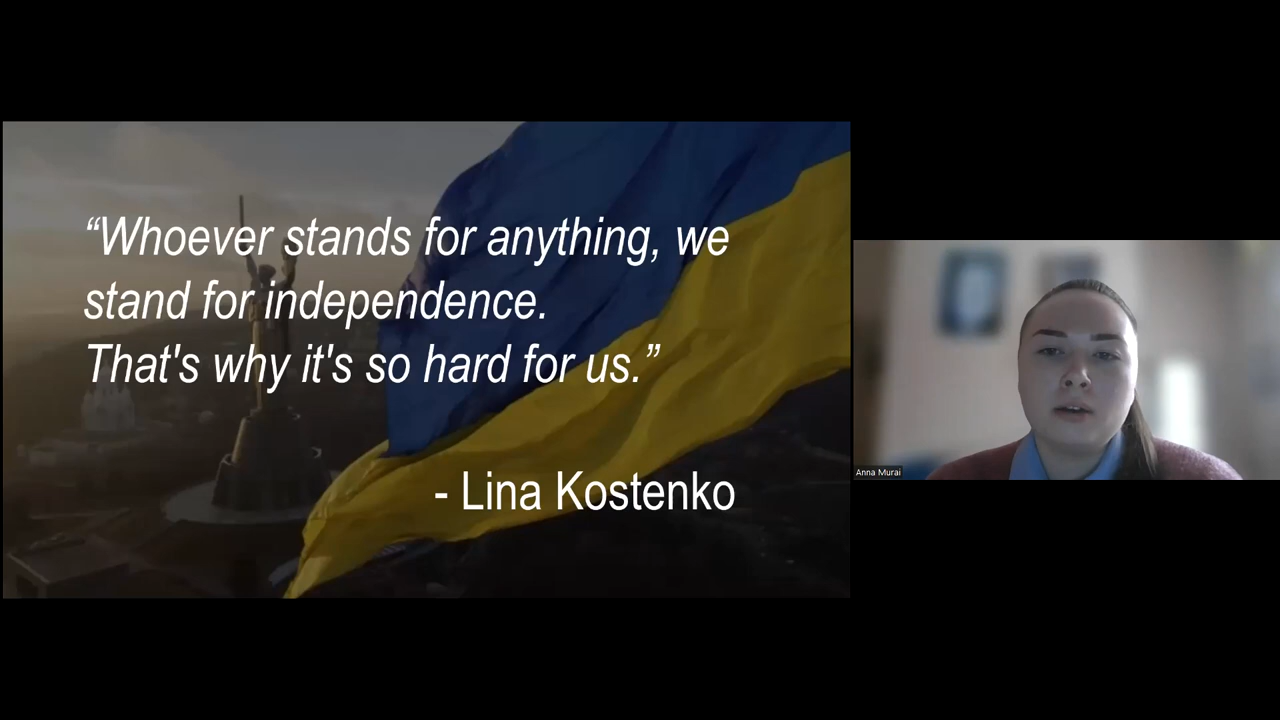 “Whoever stands for anything, we
stand for independence.
That's why it's so hard for us.”
- Lina Kostenko
Anna Murai